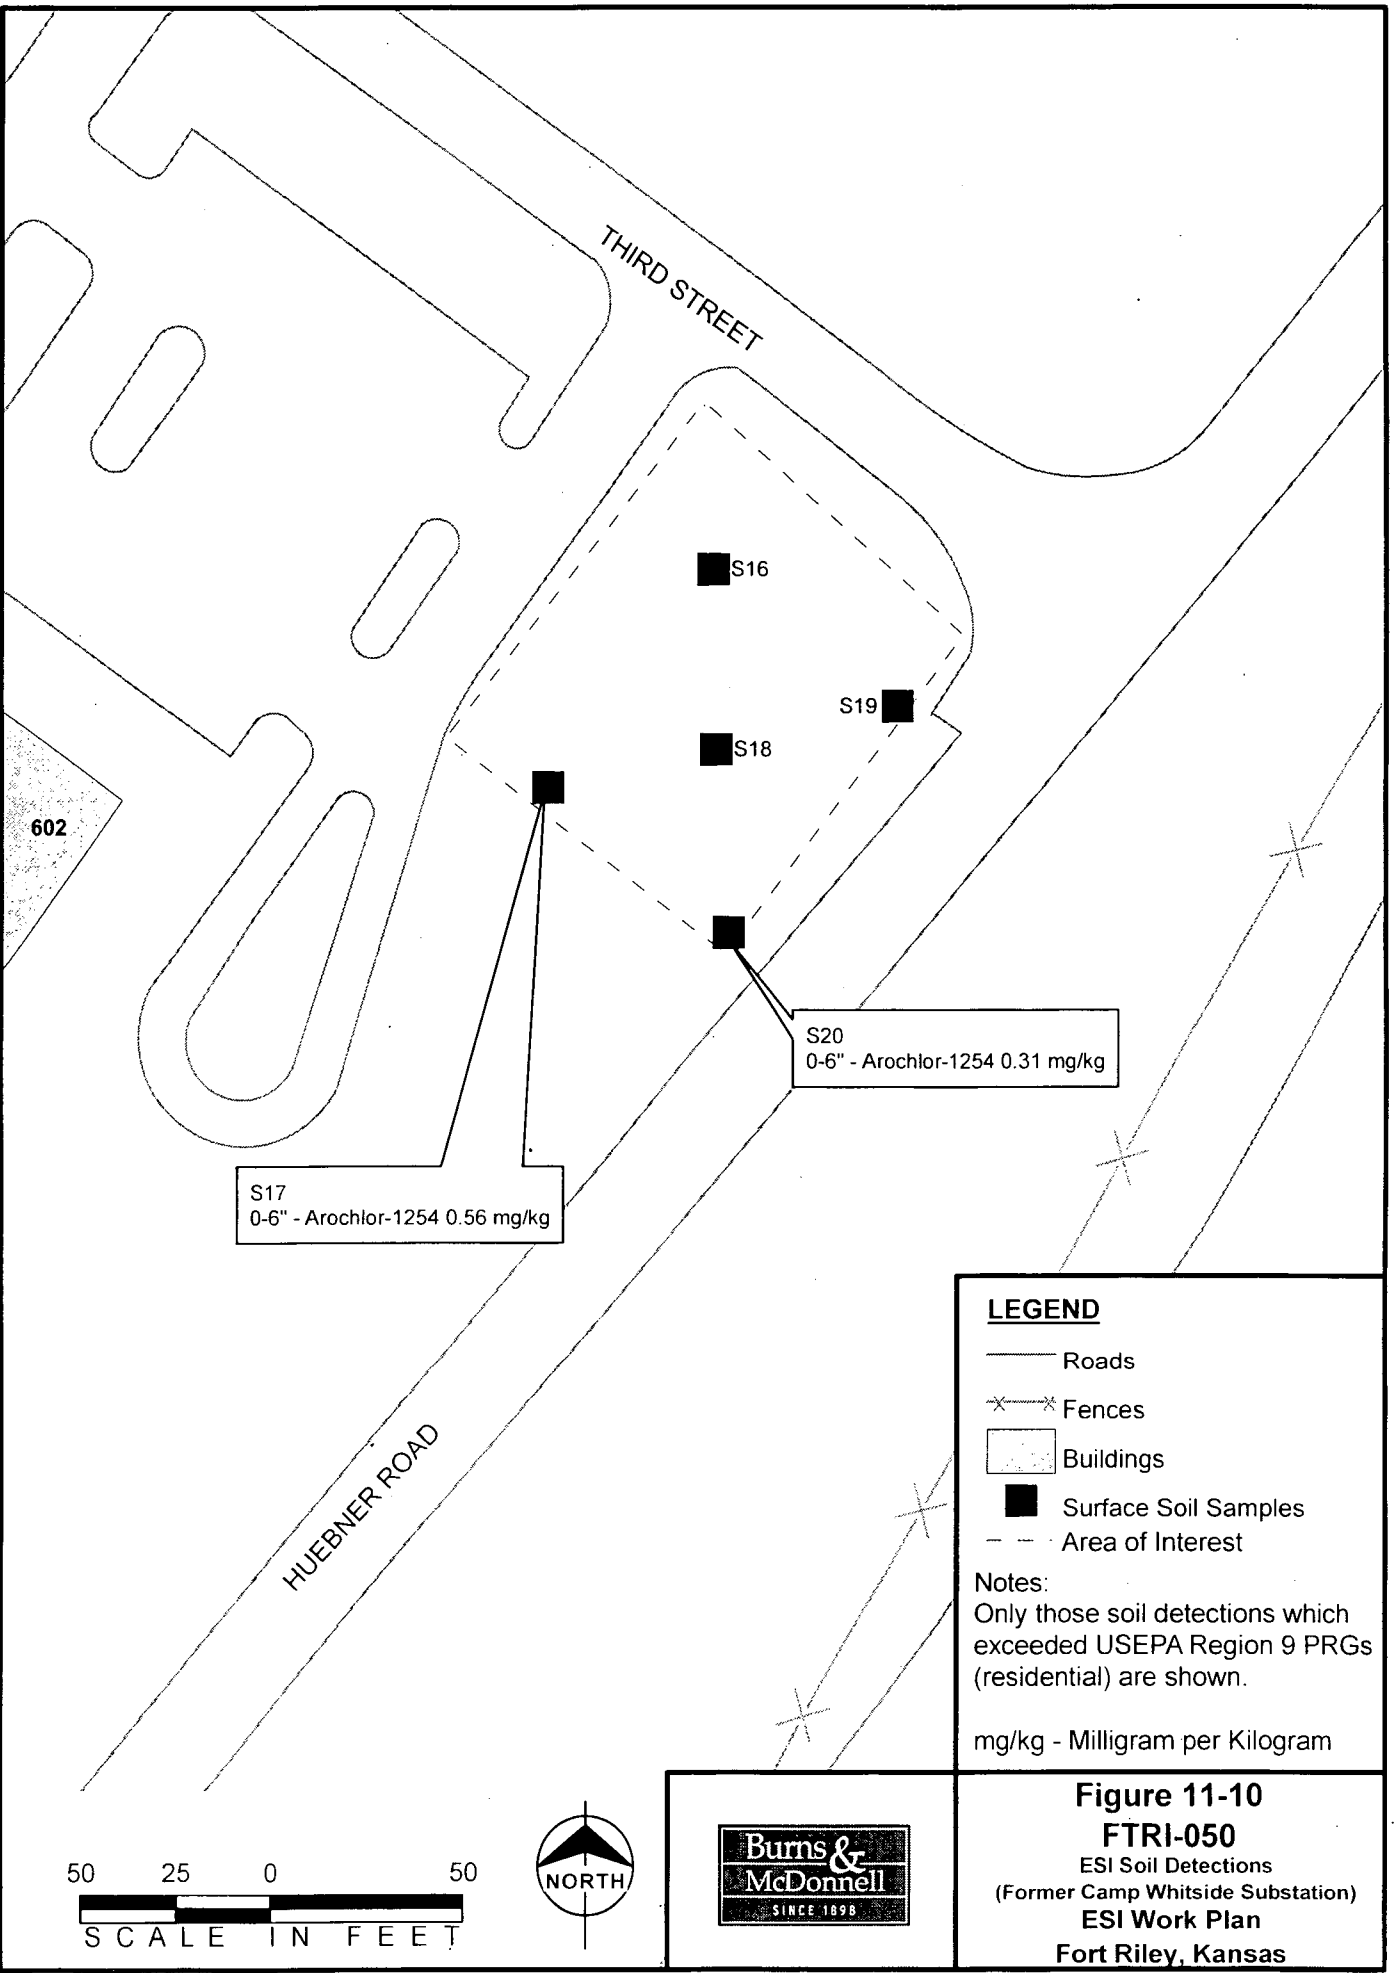 THIRD STREET
S16
S19
S18
602
S20
0-6" - Arochlor-1254 0.31 mg/kg
S17
0-6" - Arochlor-1254 0.56 mg/kg
HUEBNER ROAD
LEGEND
Roads
Fences
Buildings
Surface Soil Samples
Area of Interest
Notes:
Only those soil detections which
exceeded USEPA Region 9 PRGs
(residential) are shown.
mg/kg - Milligram per Kilogram
50 25 0 50
SCALE IN FEET
NORTH
Burns &
McDonnell
SINCE 1898
Figure 11-10
FTRI-050
ESI Soil Detections
(Former Camp Whitside Substation)
ESI Work Plan
Fort Riley, Kansas